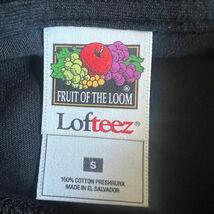 FRUIT OF THE LOOM
Lofteez
S
100% COTTON PRESHRUNK
MADE IN EL SALVADOR